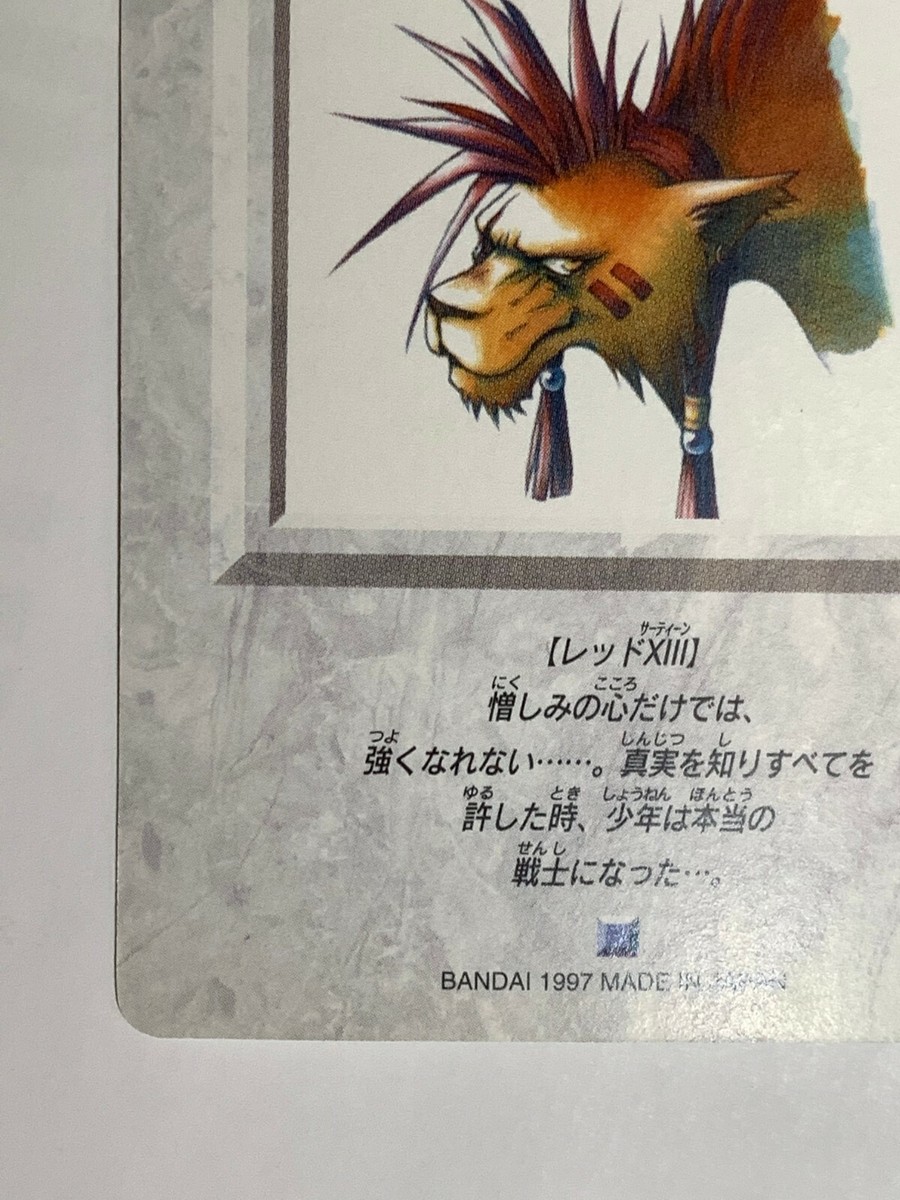 【レッドXIII】
憎しみの心だけでは、
強くなれない……。真実を知りすべてを
許した時、少年は本当の
戦士になった…。
BANDAI 1997 MADE IN JAPAN